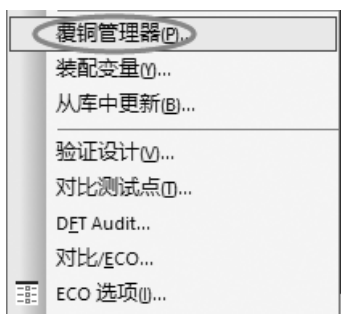 覆铜管理器(P)...
装配变量(V)...
从库中更新(B)...
验证设计(V)...
对比测试点(T)...
DFT Audit...
对比/ECO...
ECO 选项(I)...